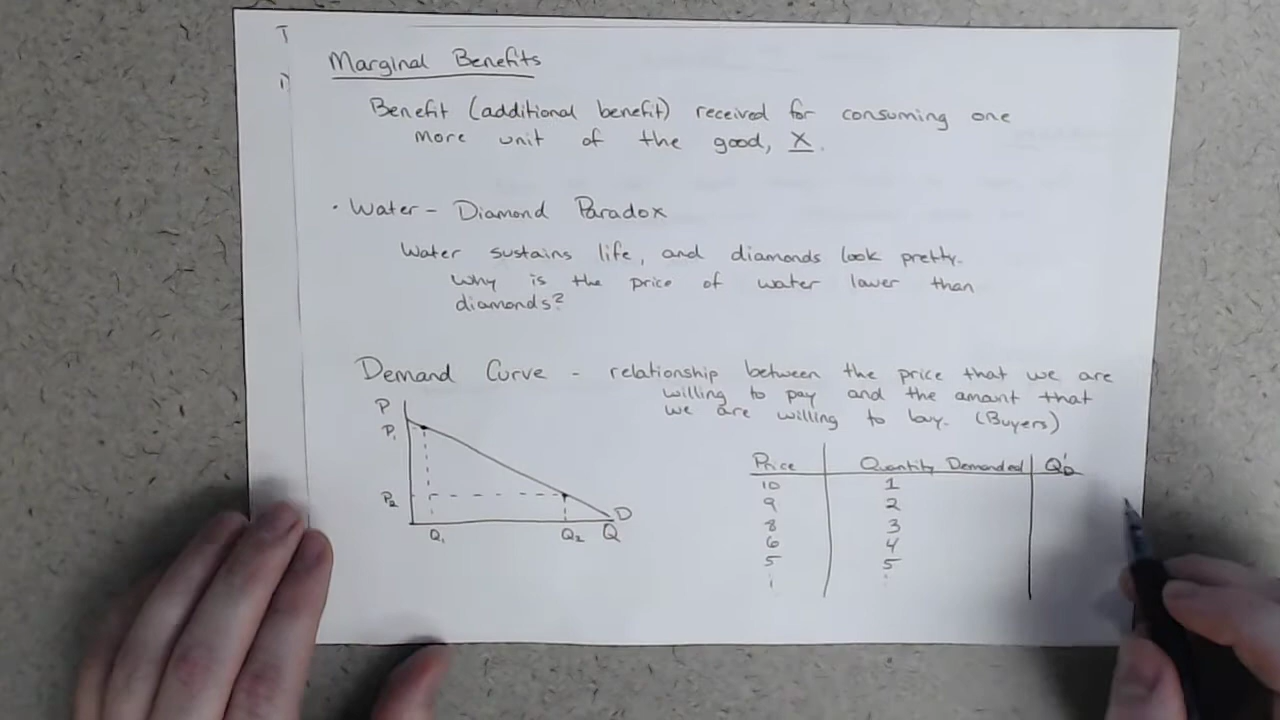 Marginal Benefits
Benefit (additional benefit) received for consuming one
more unit of the good, X.
• Water - Diamond Paradox
Water sustains life, and diamonds look pretty.
Why is the price of water lower than
diamonds?
Demand Curve - relationship between the price that we are
willing to pay and the amount that
we are willing to buy. (Buyers)
P
P₁
P₂
D
Q₁ Q₂ Q
Price Quantity Demanded Q'D
10 1
9 2
8 3
6 4
5 5